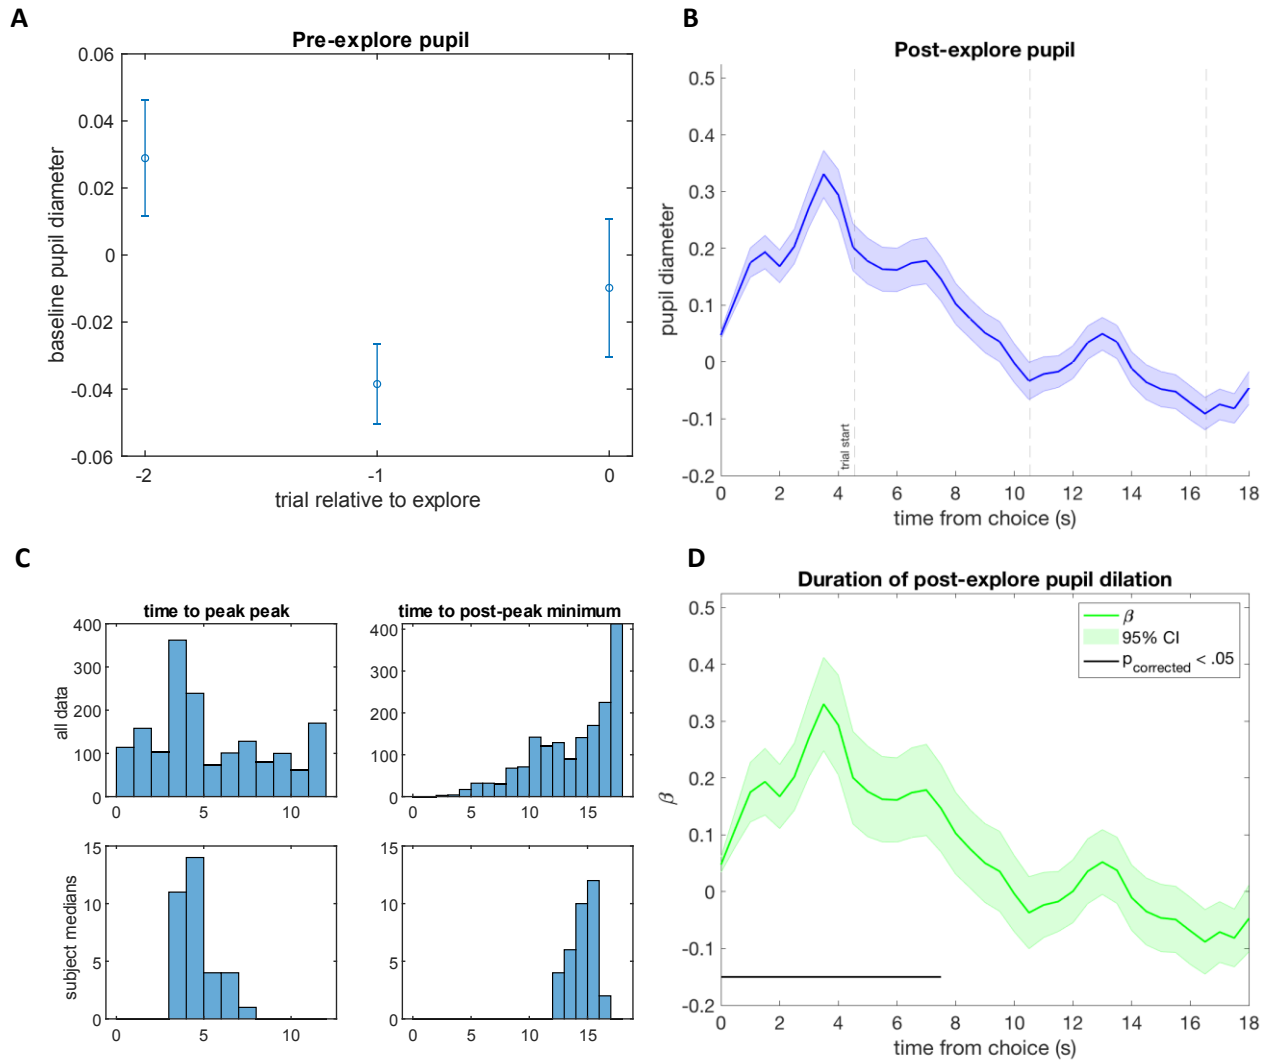 A
Pre-explore pupil
0.06
0.04
0.02
0
-0.02
-0.04
-0.06
baseline pupil diameter
-2
-1
0
trial relative to explore
B
Post-explore pupil
0.5
0.4
0.3
0.2
0.1
0
-0.1
-0.2
pupil diameter
trial start
0 2 4 6 8 10 12 14 16 18
time from choice (s)
C
time to peak peak
400
300
200
100
0
all data
0 5 10
time to post-peak minimum
400
300
200
100
0
0 5 10 15
15
10
5
0
subject medians
0 5 10
15
10
5
0
0 5 10 15
D
Duration of post-explore pupil dilation
0.5
0.4
0.3
0.2
0.1
0
-0.1
-0.2
β
β
95% CI
pcorrected < .05
0 2 4 6 8 10 12 14 16 18
time from choice (s)